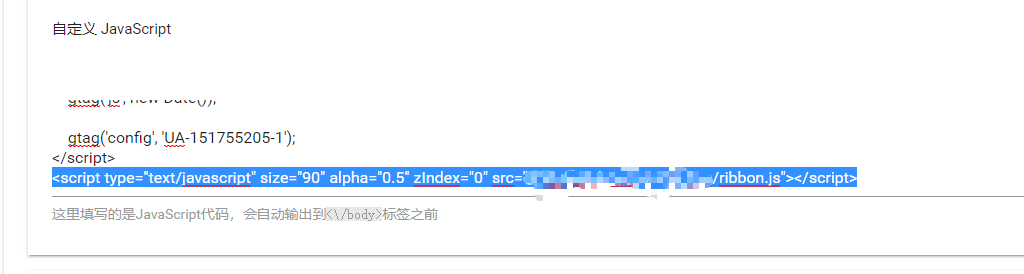 自定义 JavaScript
gtag('js', new Date());
gtag('config', 'UA-151755205-1');
</script>
<script type="text/javascript" size="90" alpha="0.5" zIndex="0" src=" /ribbon.js"></script>
这里填写的是JavaScript代码，会自动输出到<\/body>标签之前